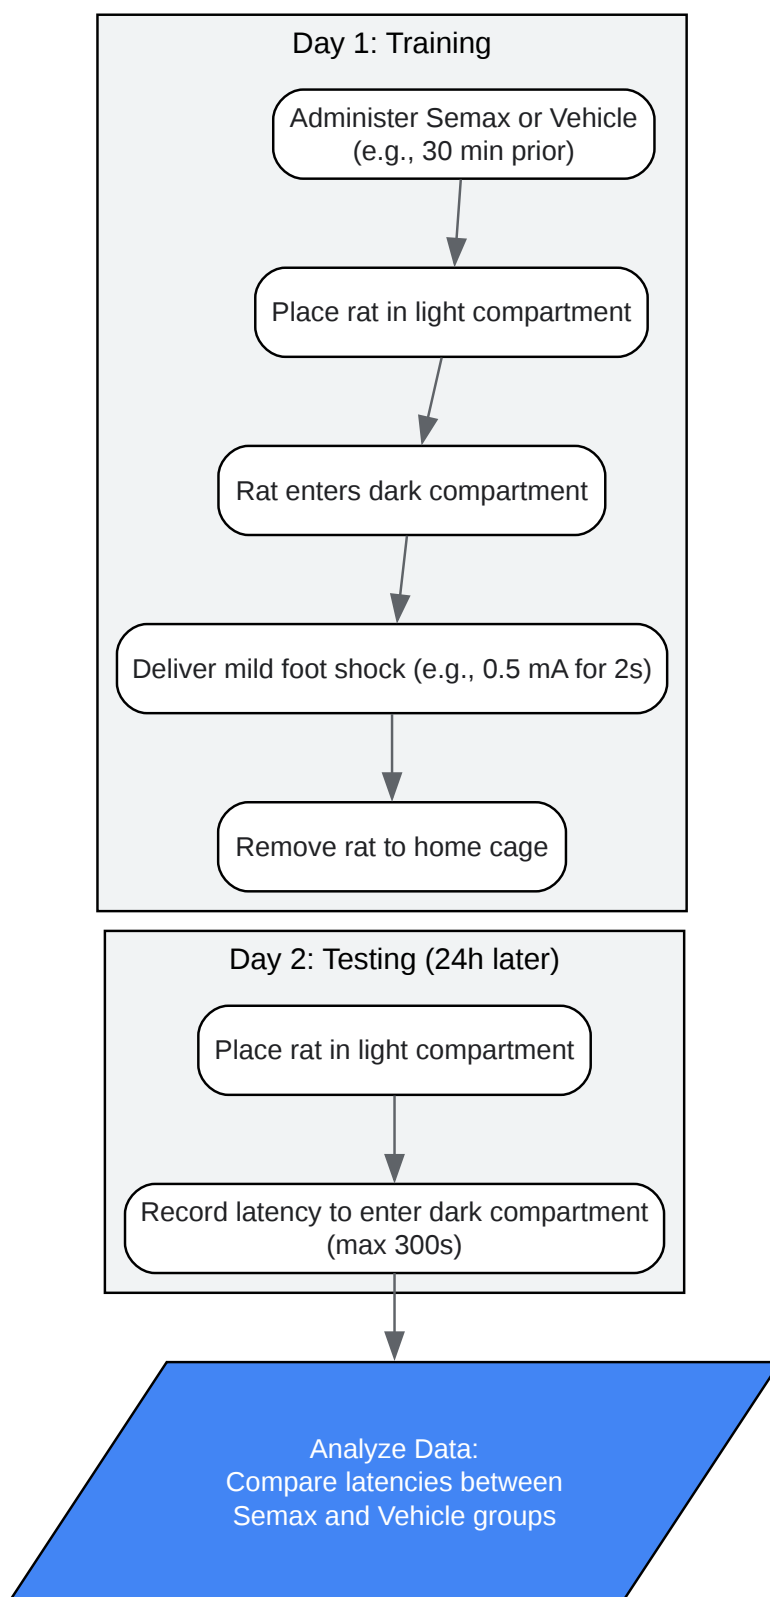 Day 1: Training
Administer Semax or Vehicle
(e.g., 30 min prior)
Place rat in light compartment
Rat enters dark compartment
Deliver mild foot shock (e.g., 0.5 mA for 2s)
Remove rat to home cage
Day 2: Testing (24h later)
Place rat in light compartment
Record latency to enter dark compartment
(max 300s)
Analyze Data:
Compare latencies between
Semax and Vehicle groups